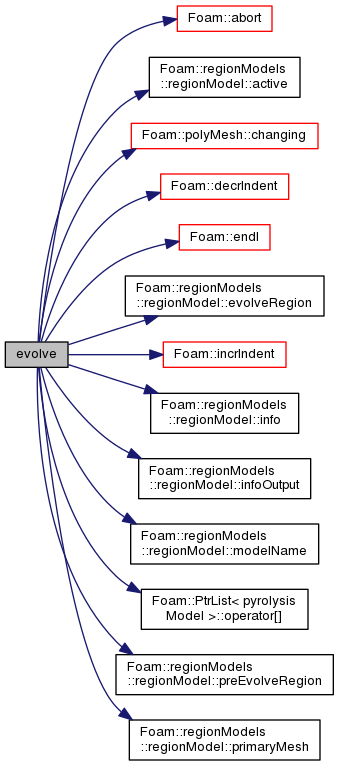 Foam::abort
Foam::regionModels
::regionModel::active
Foam::polyMesh::changing
Foam::decrIndent
Foam::endl
Foam::regionModels
::regionModel::evolveRegion
evolve
Foam::incrIndent
Foam::regionModels
::regionModel::info
Foam::regionModels
::regionModel::infoOutput
Foam::regionModels
::regionModel::modelName
Foam::PtrList< pyrolysis
Model >::operator[]
Foam::regionModels
::regionModel::preEvolveRegion
Foam::regionModels
::regionModel::primaryMesh